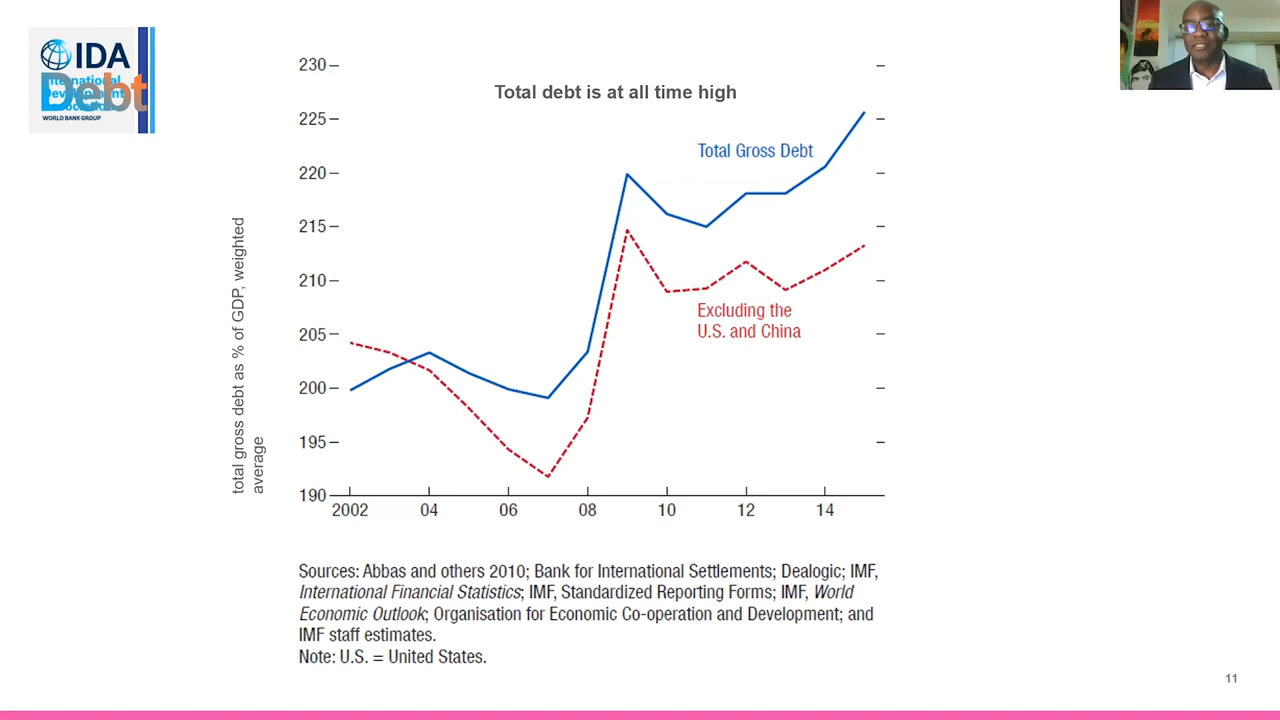 IDA
International
Development
Association
Debt
WORLD BANK GROUP
Total debt is at all time high
230
225
220
215
210
205
200
195
190
total gross debt as % of GDP, weighted
average
Total Gross Debt
Excluding the
U.S. and China
2002 04 06 08 10 12 14
Sources: Abbas and others 2010; Bank for International Settlements; Dealogic; IMF,
International Financial Statistics; IMF, Standardized Reporting Forms; IMF, World
Economic Outlook; Organisation for Economic Co-operation and Development; and
IMF staff estimates.
Note: U.S. = United States.
11